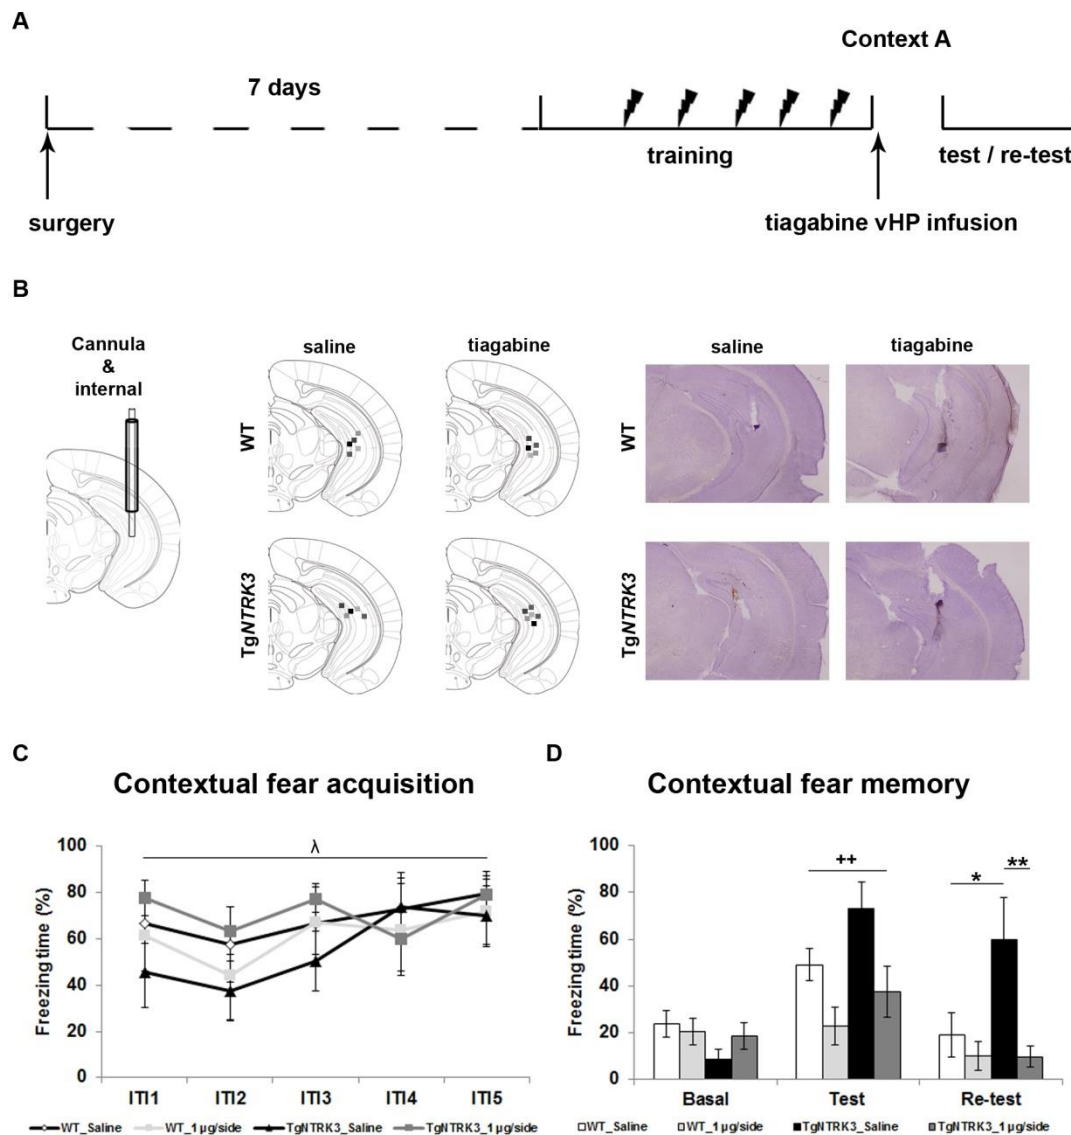 A
Context A
7 days
training
test / re-test
surgery
tiagabine vHP infusion
B
Cannula
&
internal
saline
tiagabine
saline
tiagabine
WT
WT
TgNTRK3
TgNTRK3
C
Contextual fear acquisition
λ
Freezing time (%)
100
80
60
40
20
0
ITI1 ITI2 ITI3 ITI4 ITI5
WT_Saline WT_1 µg/side TgNTRK3_Saline TgNTRK3_1 µg/side
D
Contextual fear memory
Freezing time (%)
100
80
60
40
20
0
++
*
**
Basal Test Re-test
WT_Saline WT_1 µg/side TgNTRK3_Saline TgNTRK3_1 µg/side